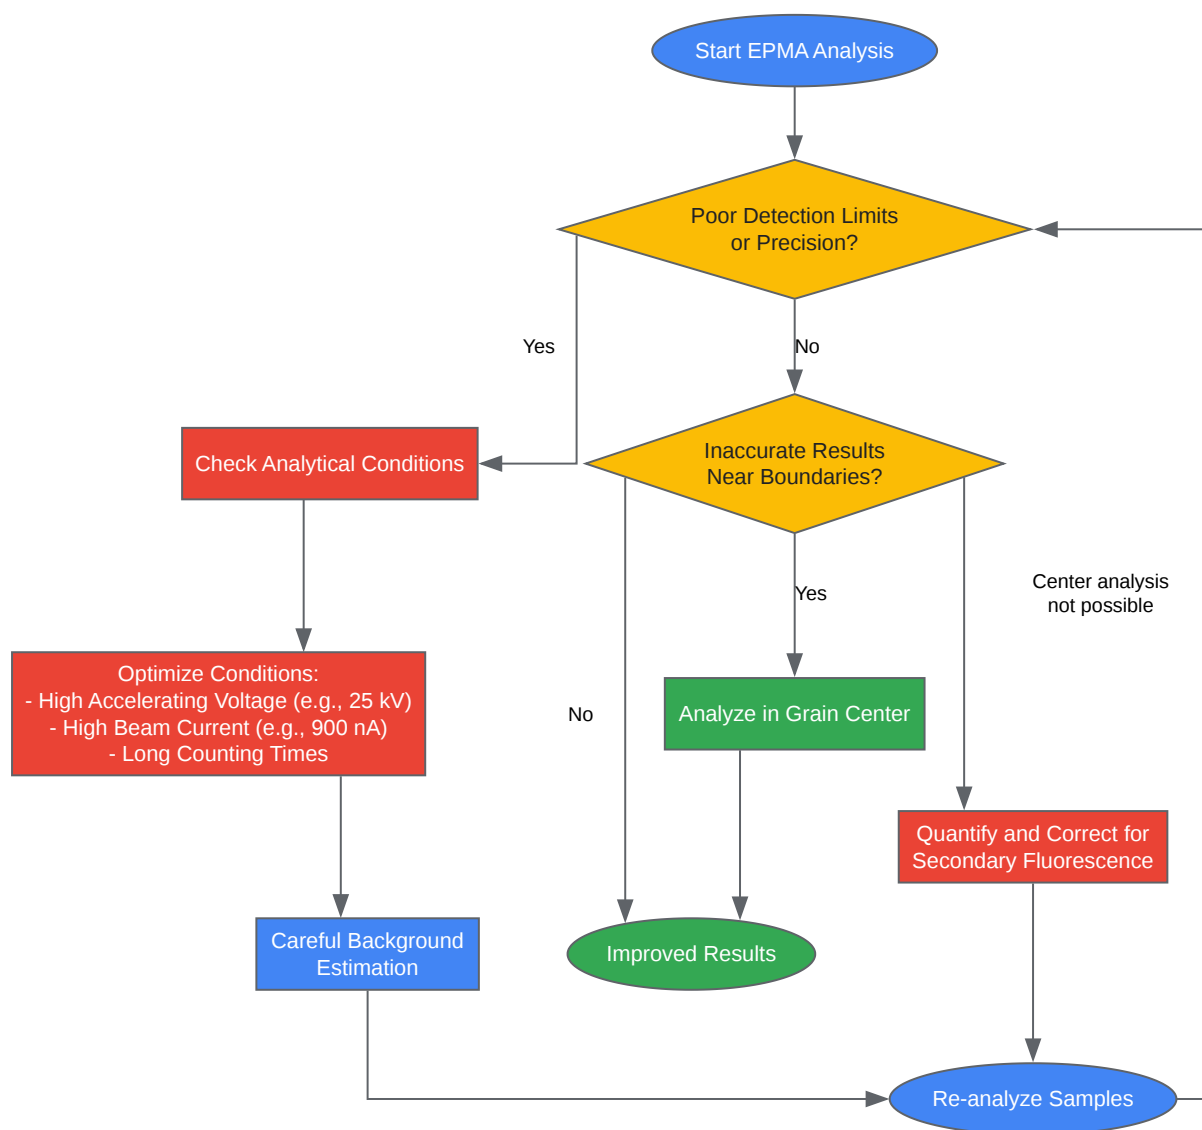 Start EPMA Analysis
Poor Detection Limits
or Precision?
Yes
No
Check Analytical Conditions
Inaccurate Results
Near Boundaries?
Center analysis
not possible
Yes
Optimize Conditions:
- High Accelerating Voltage (e.g., 25 kV)
- High Beam Current (e.g., 900 nA)
- Long Counting Times
No
Analyze in Grain Center
Quantify and Correct for
Secondary Fluorescence
Careful Background
Estimation
Improved Results
Re-analyze Samples